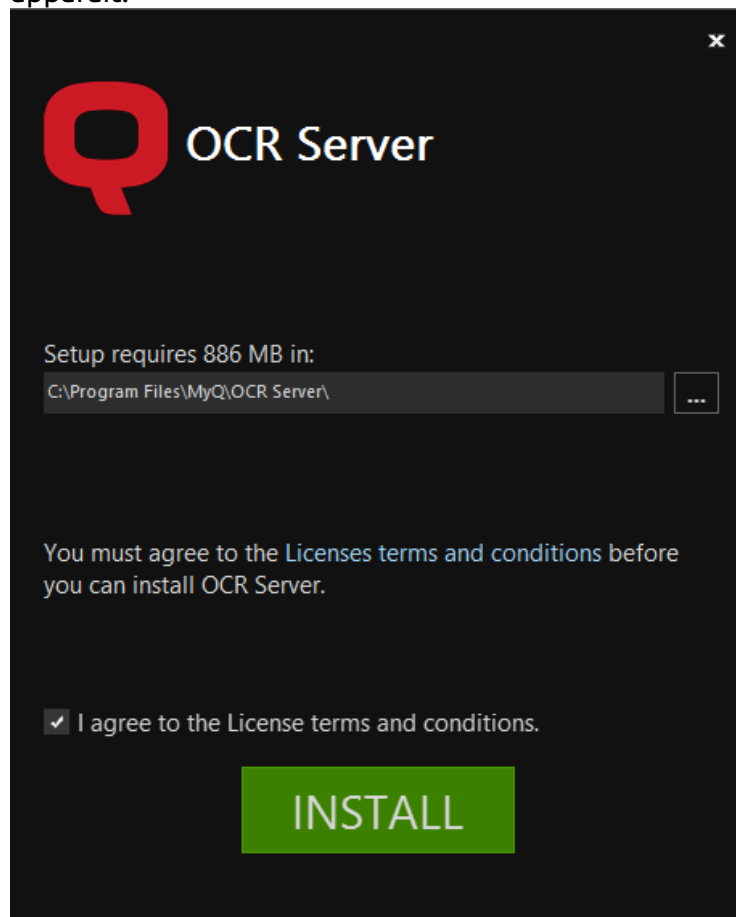 apparaît.
x
Q OCR Server
Setup requires 886 MB in:
C:\Program Files\MyQ\OCR Server\
...
You must agree to the Licenses terms and conditions before
you can install OCR Server.
✓ I agree to the License terms and conditions.
INSTALL